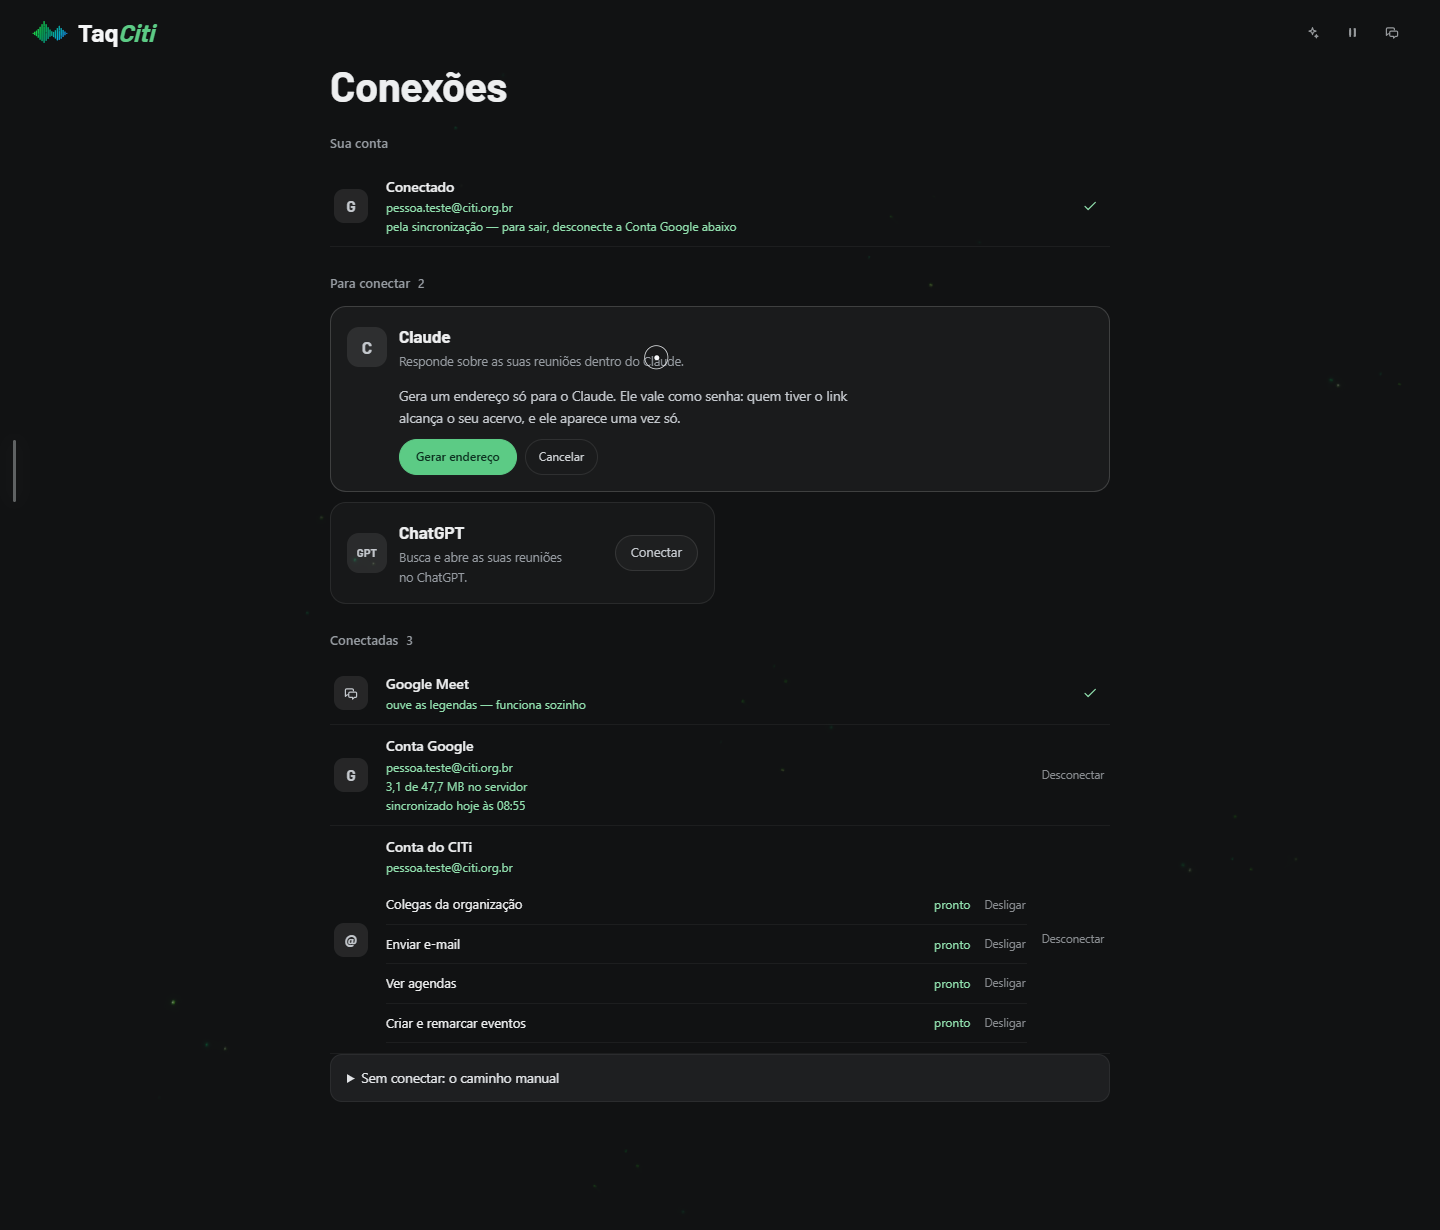 TaqCiti
Conexões
Sua conta
G
Conectado
pessoa.teste@citi.org.br
pela sincronização — para sair, desconecte a Conta Google abaixo
Para conectar 2
C
Claude
Responde sobre as suas reuniões dentro do Claude.
Gera um endereço só para o Claude. Ele vale como senha: quem tiver o link
alcança o seu acervo, e ele aparece uma vez só.
Gerar endereço
Cancelar
GPT
ChatGPT
Busca e abre as suas reuniões
no ChatGPT.
Conectar
Conectadas 3
Google Meet
ouve as legendas — funciona sozinho
G
Conta Google
pessoa.teste@citi.org.br
3,1 de 47,7 MB no servidor
sincronizado hoje às 08:55
Desconectar
@
Conta do CITi
pessoa.teste@citi.org.br
Colegas da organização pronto Desligar
Enviar e-mail pronto Desligar
Desconectar
Ver agendas pronto Desligar
Criar e remarcar eventos pronto Desligar
Sem conectar: o caminho manual